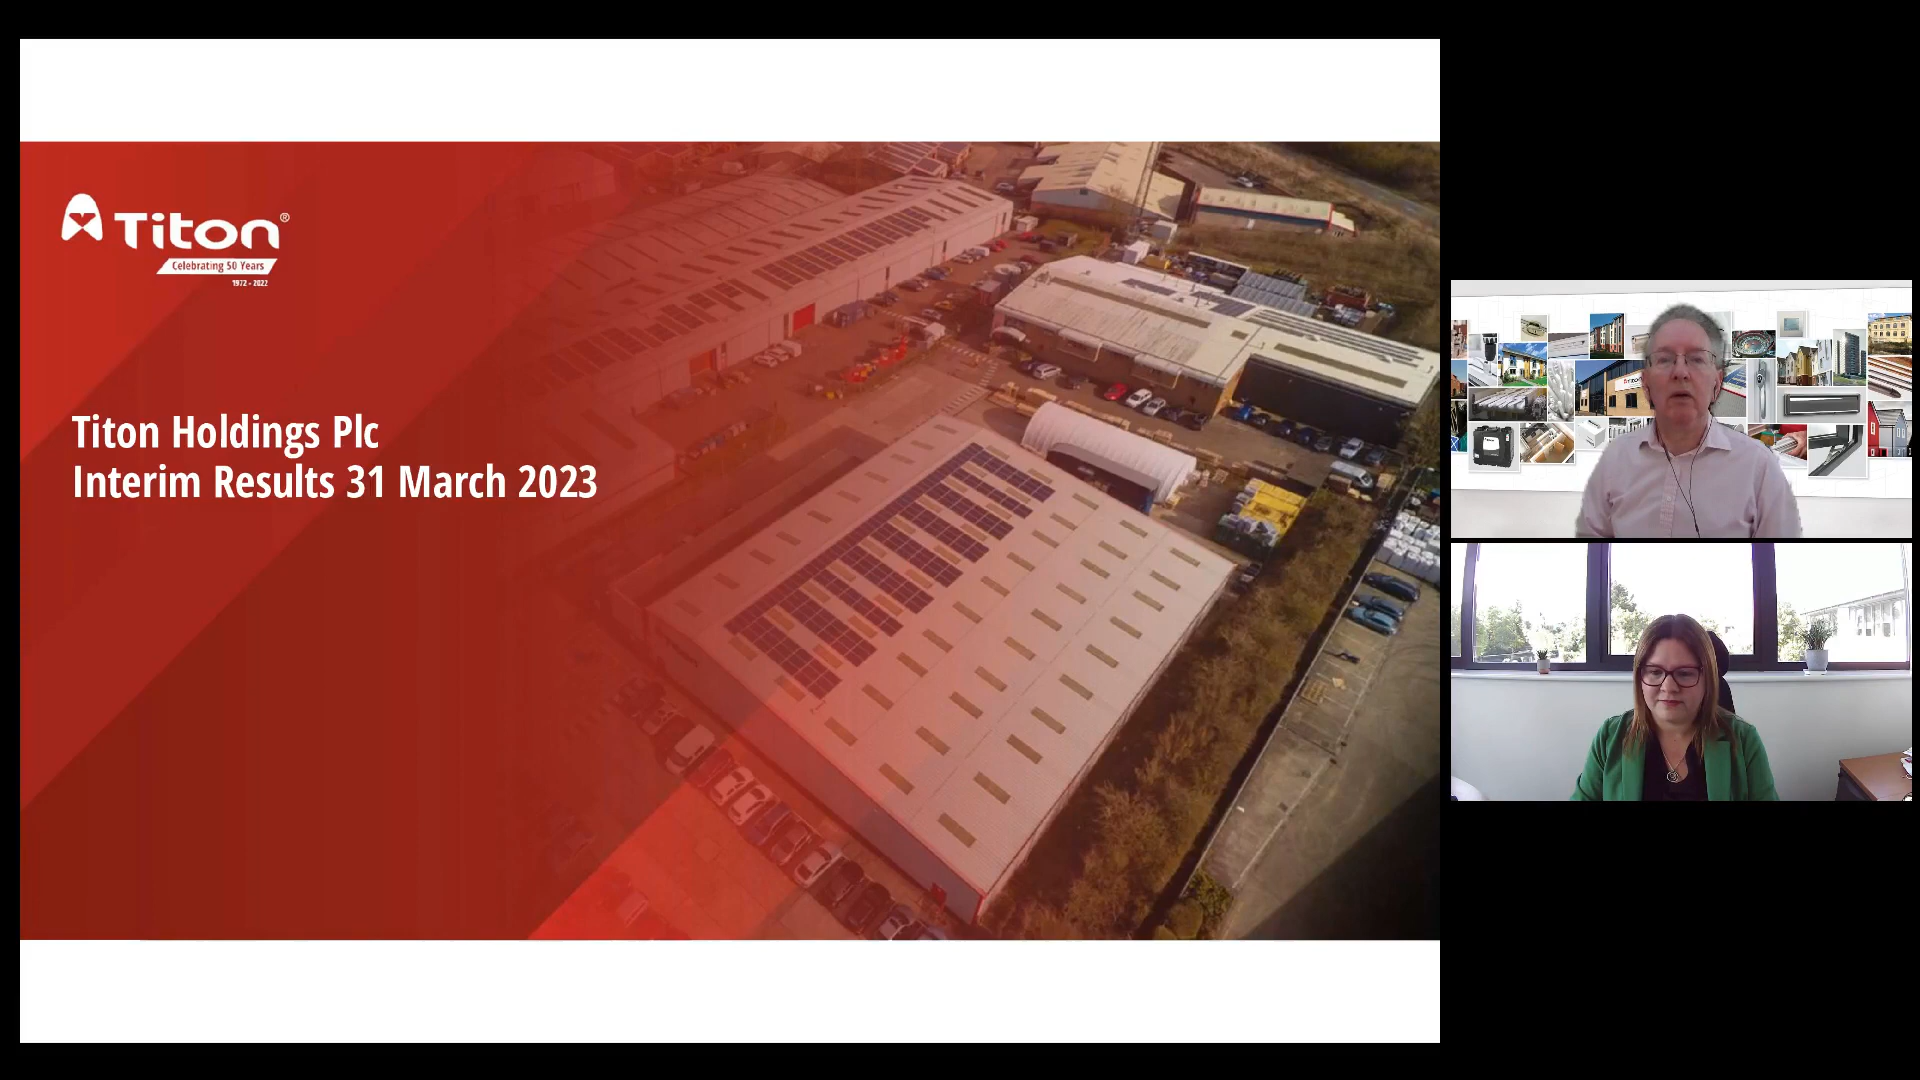 Titon®
Celebrating 50 Years
1972 - 2022
Titon Holdings Plc
Interim Results 31 March 2023